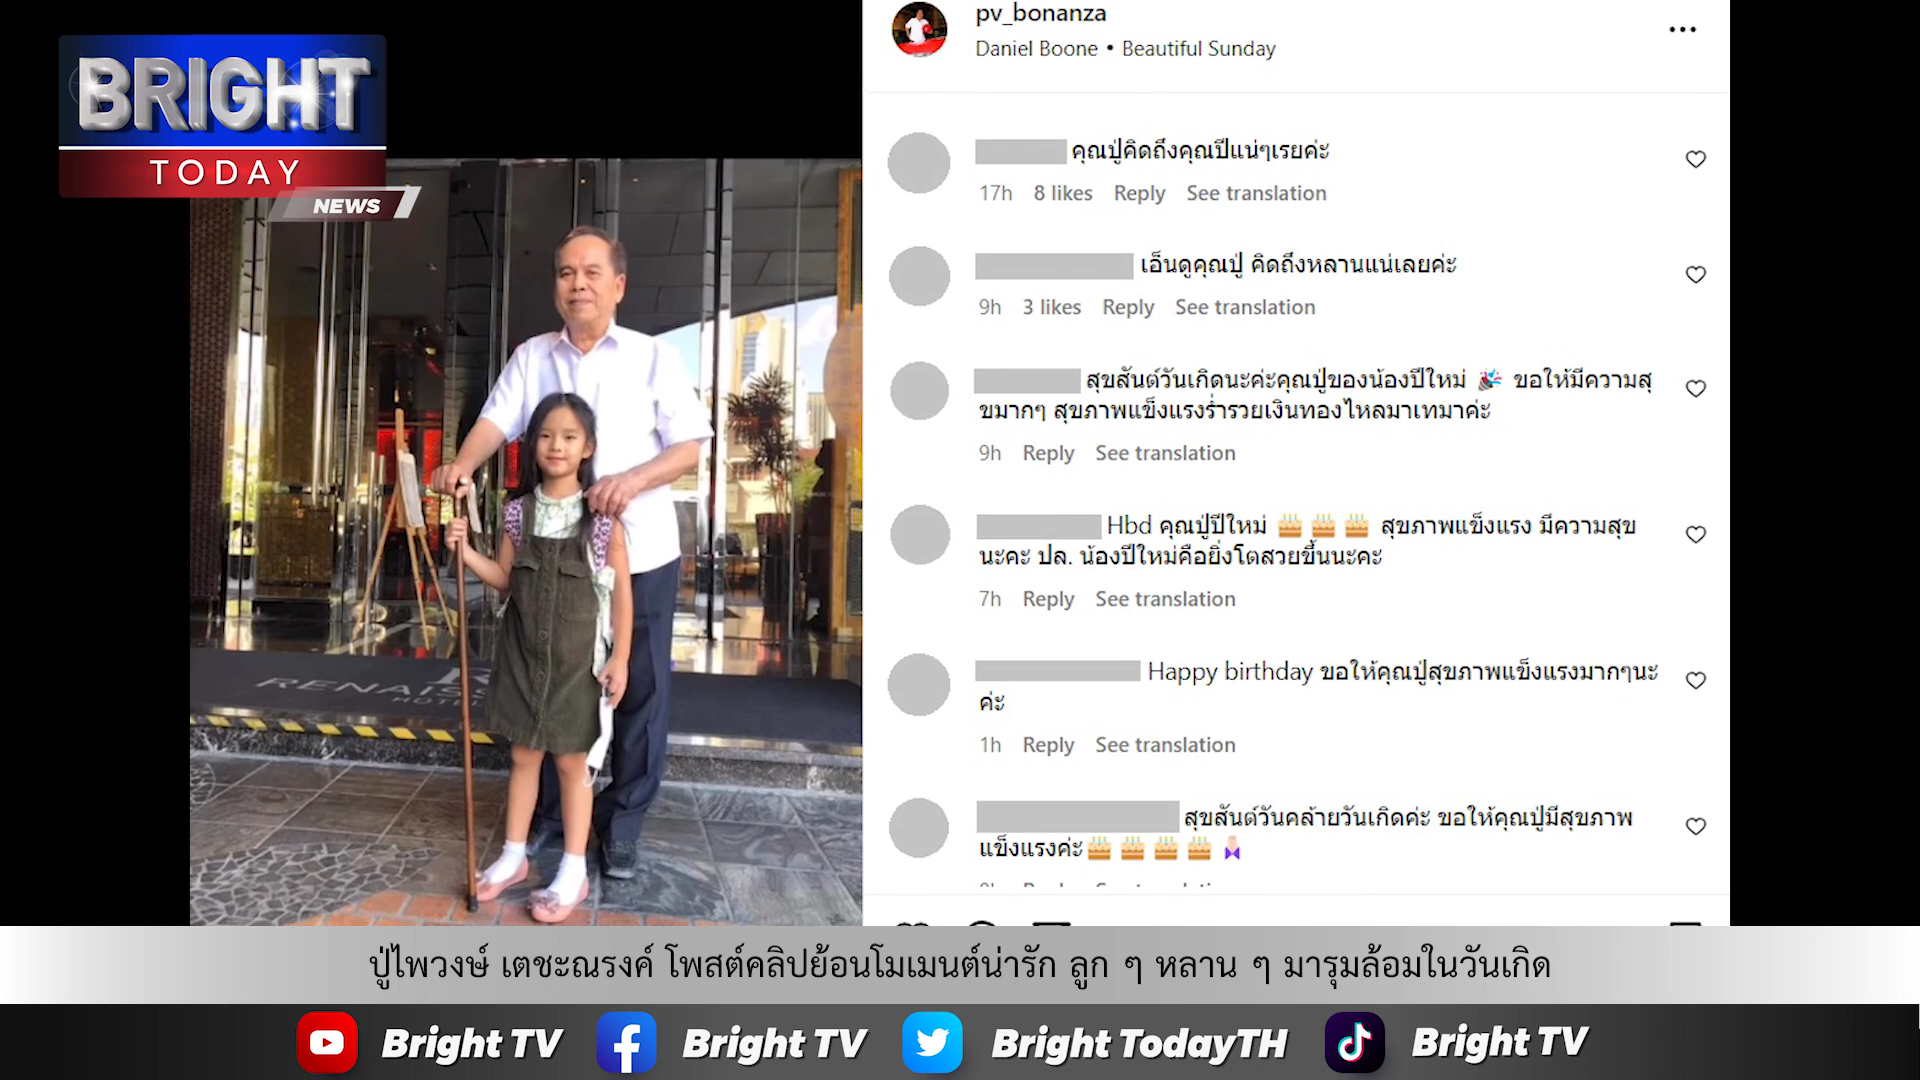 BRIGHT
TODAY
NEWS
RENAISS
HOTEL
pv_bonanza
Daniel Boone • Beautiful Sunday
คุณปู่คิดถึงคุณปีแน่ๆเรยค่ะ
17h 8 likes Reply See translation
เอ็นดูคุณปู่ คิดถึงหลานแน่เลยค่ะ
9h 3 likes Reply See translation
สุขสันต์วันเกิดนะค่ะคุณปู่ของน้องปีใหม่ 🎉 ขอให้มีความสุ
ขมากๆ สุขภาพแข็งแรงร่ำรวยเงินทองไหลมาเทมาค่ะ
9h Reply See translation
Hbd คุณปู่ปีใหม่ 🎂 🎂 🎂 สุขภาพแข็งแรง มีความสุข
นะคะ ปล. น้องปีใหม่คือยิ่งโตสวยขึ้นนะคะ
7h Reply See translation
Happy birthday ขอให้คุณปู่สุขภาพแข็งแรงมากๆนะ
ค่ะ
1h Reply See translation
สุขสันต์วันคล้ายวันเกิดค่ะ ขอให้คุณปู่มีสุขภาพ
แข็งแรงค่ะ🎂 🎂 🎂 🎂
ปู่ไพวงษ์ เตชะณรงค์ โพสต์คลิปย้อนโมเมนต์น่ารัก ลูก ๆ หลาน ๆ มารุมล้อมในวันเกิด
Bright TV Bright TV Bright TodayTH Bright TV